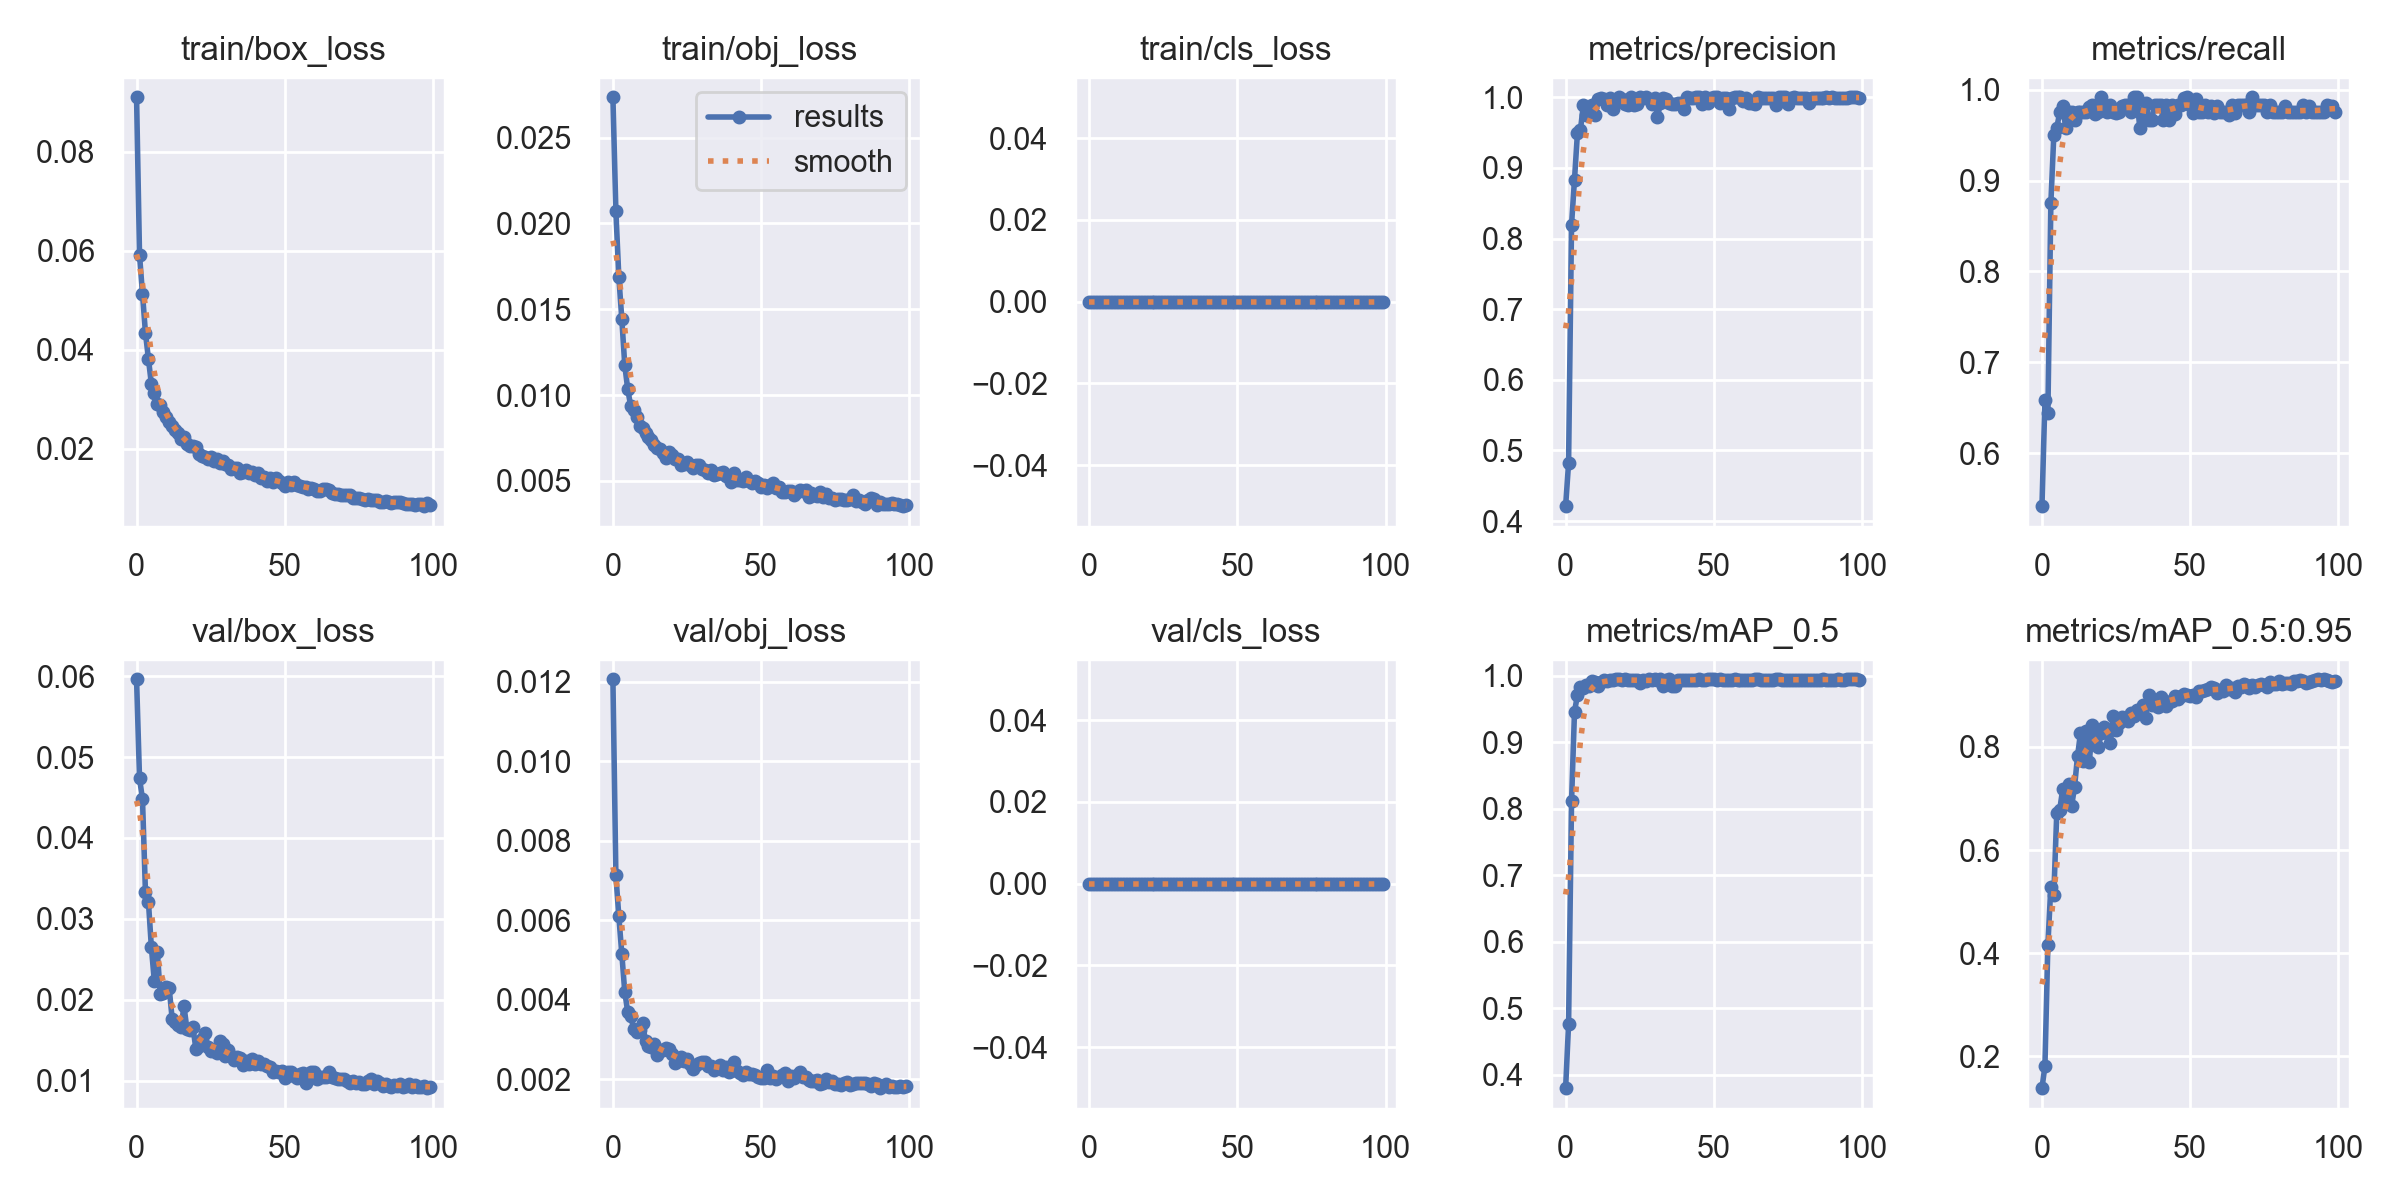 train/box_loss
0.08
0.06
0.04
0.02
0 50 100
train/obj_loss
results
smooth
0.025
0.020
0.015
0.010
0.005
0 50 100
train/cls_loss
0.04
0.02
0.00
−0.02
−0.04
0 50 100
metrics/precision
1.0
0.9
0.8
0.7
0.6
0.5
0.4
0 50 100
metrics/recall
1.0
0.9
0.8
0.7
0.6
0 50 100
val/box_loss
0.06
0.05
0.04
0.03
0.02
0.01
0 50 100
val/obj_loss
0.012
0.010
0.008
0.006
0.004
0.002
0 50 100
val/cls_loss
0.04
0.02
0.00
−0.02
−0.04
0 50 100
metrics/mAP_0.5
1.0
0.9
0.8
0.7
0.6
0.5
0.4
0 50 100
metrics/mAP_0.5:0.95
0.8
0.6
0.4
0.2
0 50 100